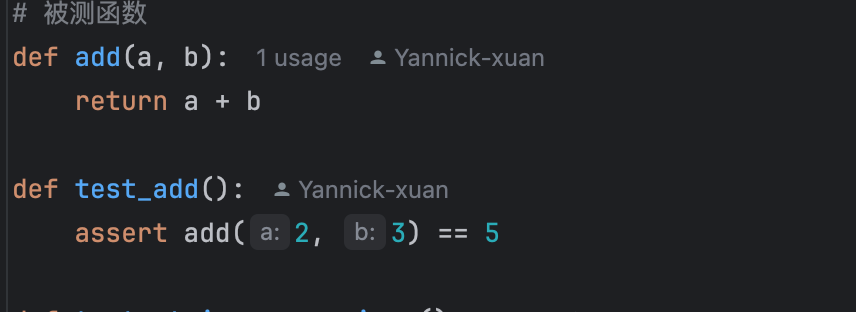 # 被测函数
def add(a, b): 1 usage Yannick-xuan
return a + b
def test_add(): Yannick-xuan
assert add(a: 2, b: 3) == 5